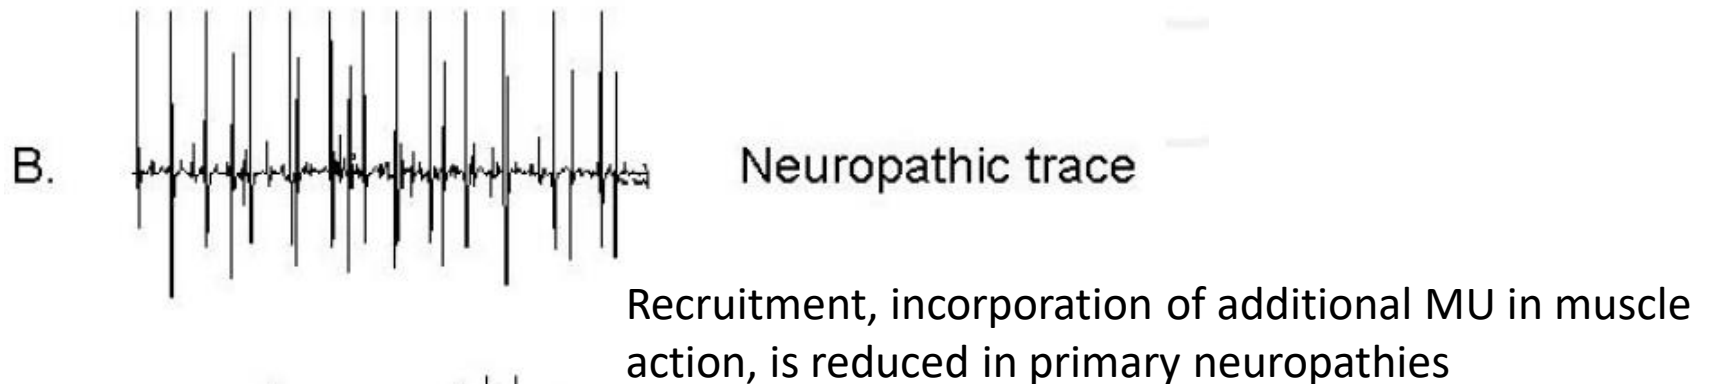 B.
Neuropathic trace
Recruitment, incorporation of additional MU in muscle
action, is reduced in primary neuropathies